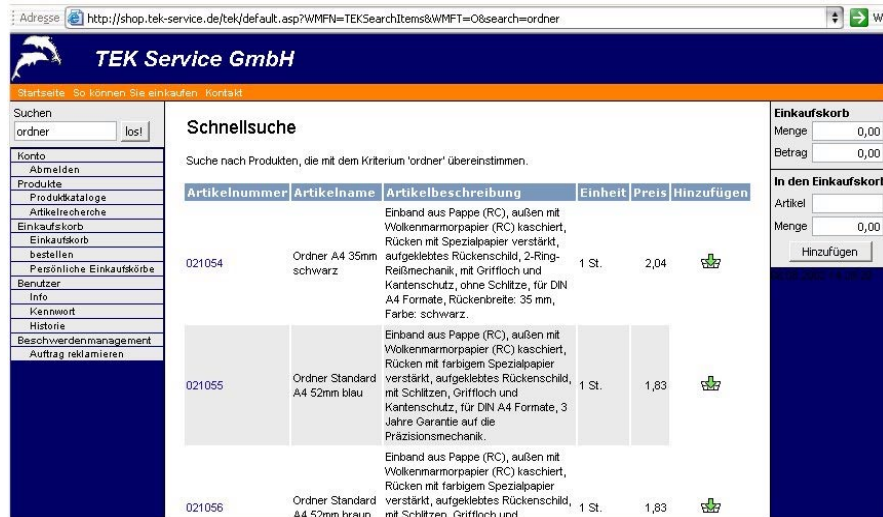 Adresse http://shop.tek-service.de/tek/default.asp?WMFN=TEKSearchItems&WMFT=O&search=ordner
TEK Service GmbH
Startseite So können Sie einkaufen Kontakt
Suchen
ordner los!
Konto
Abmelden
Produkte
Produktkataloge
Artikelrecherche
Einkaufskorb
Einkaufskorb
bestellen
Persönliche Einkaufskörbe
Benutzer
Info
Kennwort
Historie
Beschwerdenmanagement
Auftrag reklamieren
Schnellsuche
Suche nach Produkten, die mit dem Kriterium 'ordner' übereinstimmen.
Artikelnummer Artikelname Artikelbeschreibung Einheit Preis Hinzufügen
021054
Ordner A4 35mm
schwarz
Einband aus Pappe (RC), außen mit
Wolkenmarmorpapier (RC) kaschiert,
Rücken mit Spezialpapier verstärkt,
aufgeklebtes Rückenschild, 2-Ring-
Reißmechanik, mit Griffloch und
Kantenschutz, ohne Schlitze, für DIN
A4 Formate, Rückenbreite: 35 mm,
Farbe: schwarz.
1 St. 2,04
021055
Ordner Standard
A4 52mm blau
Einband aus Pappe (RC), außen mit
Wolkenmarmorpapier (RC) kaschiert,
Rücken mit farbigem Spezialpapier
verstärkt, aufgeklebtes Rückenschild,
mit Schlitzen, Griffloch und
Kantenschutz, für DIN A4 Formate, 3
Jahre Garantie auf die
Präzisionsmechanik.
1 St. 1,83
021056
Ordner Standard
A4 52mm braun
Einband aus Pappe (RC), außen mit
Wolkenmarmorpapier (RC) kaschiert,
Rücken mit farbigem Spezialpapier
verstärkt, aufgeklebtes Rückenschild,
mit Schlitzen, Griffloch und
1 St. 1,83
Einkaufskorb
Menge 0,00
Betrag 0,00
In den Einkaufskorb
Artikel
Menge 0,00
Hinzufügen